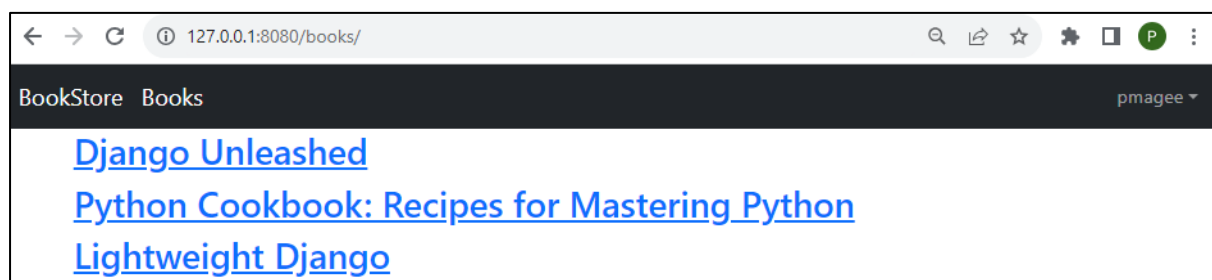 127.0.0.1:8080/books/
P
BookStore Books pmagee
Django Unleashed
Python Cookbook: Recipes for Mastering Python
Lightweight Django